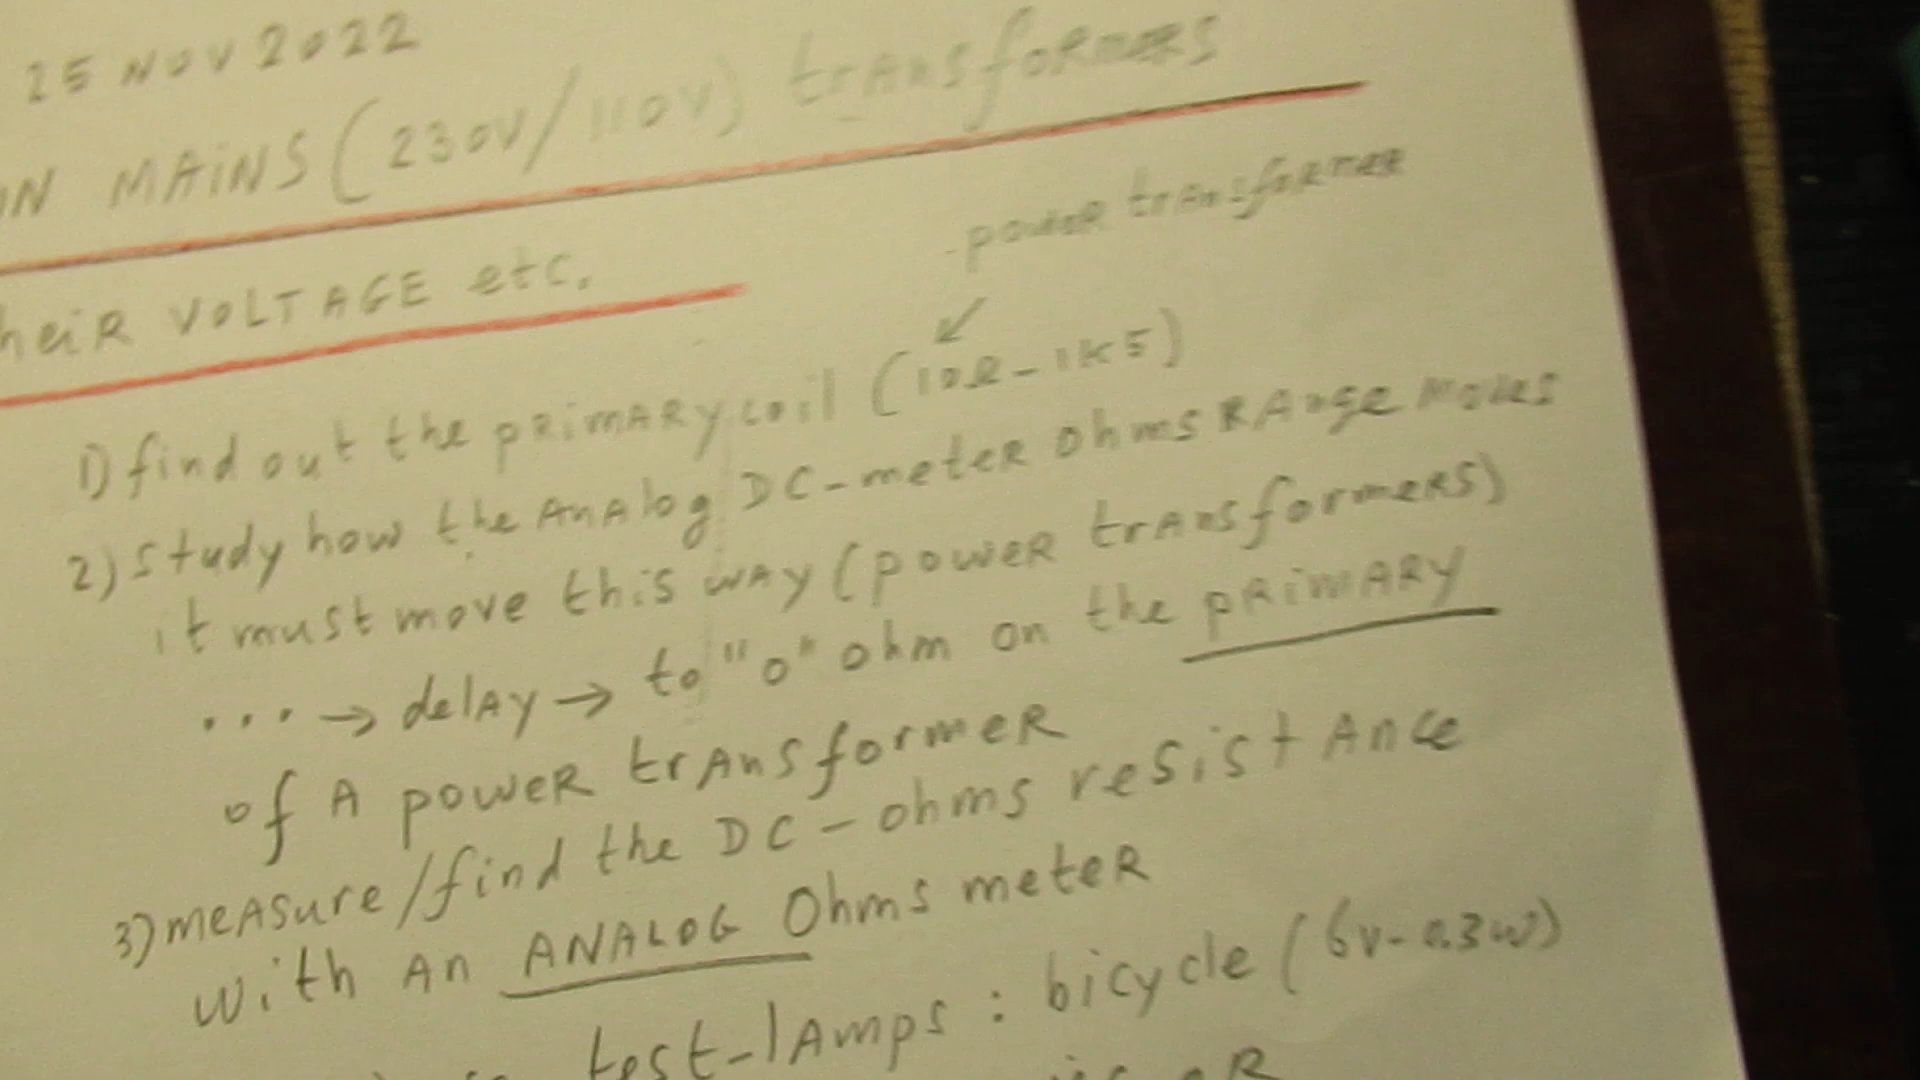 25 NOV 2022
MAiNS (230V/110V) trAnsfoRmeRs
heiR VOLTAGE etc.
poweR trAnsfoRmeR
↙
1) find out the pRimARy coil (10Ω - 1K5)
2) Study how the AnAlog DC-meteR ohms RAnge moves
it must move this wAy (poweR trAnsformeRs)
... → delAy → to "0" ohm on the pRimARy
of A poweR trAnsformeR
3) meAsure/find the DC-ohms resistAnce
with An ANALOG Ohms meteR
test-lAmps : bicycle (6v-0.3w)
oR